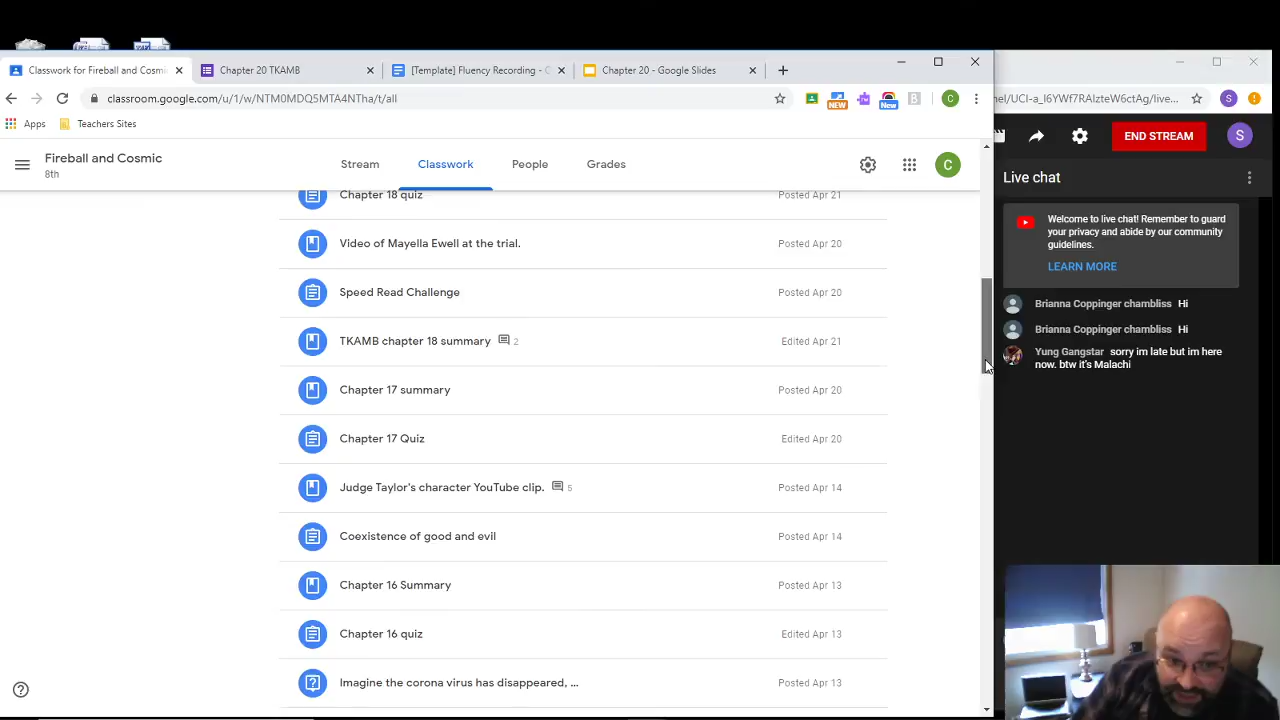 Classwork for Fireball and Cosmi
Chapter 20 TKAMB
[Template] Fluency Recording - C
Chapter 20 - Google Slides
classroom.google.com/u/1/w/NTM0MDQ5MTA4NTha/t/all
NEW
New
C
nel/UCI-a_I6YWf7RAIzteW6ctAg/live...
S
Apps
Teachers Sites
Fireball and Cosmic
8th
Stream
Classwork
People
Grades
C
END STREAM
S
Live chat
Chapter 18 quiz
Posted Apr 21
Video of Mayella Ewell at the trial.
Posted Apr 20
Speed Read Challenge
Posted Apr 20
TKAMB chapter 18 summary
2
Edited Apr 21
Chapter 17 summary
Posted Apr 20
Chapter 17 Quiz
Edited Apr 20
Judge Taylor's character YouTube clip.
5
Posted Apr 14
Coexistence of good and evil
Posted Apr 14
Chapter 16 Summary
Posted Apr 13
Chapter 16 quiz
Edited Apr 13
Imagine the corona virus has disappeared, ...
Posted Apr 13
Welcome to live chat! Remember to guard
your privacy and abide by our community
guidelines.
LEARN MORE
Brianna Coppinger chambliss Hi
Brianna Coppinger chambliss Hi
Yung Gangstar sorry im late but im here
now. btw it's Malachi